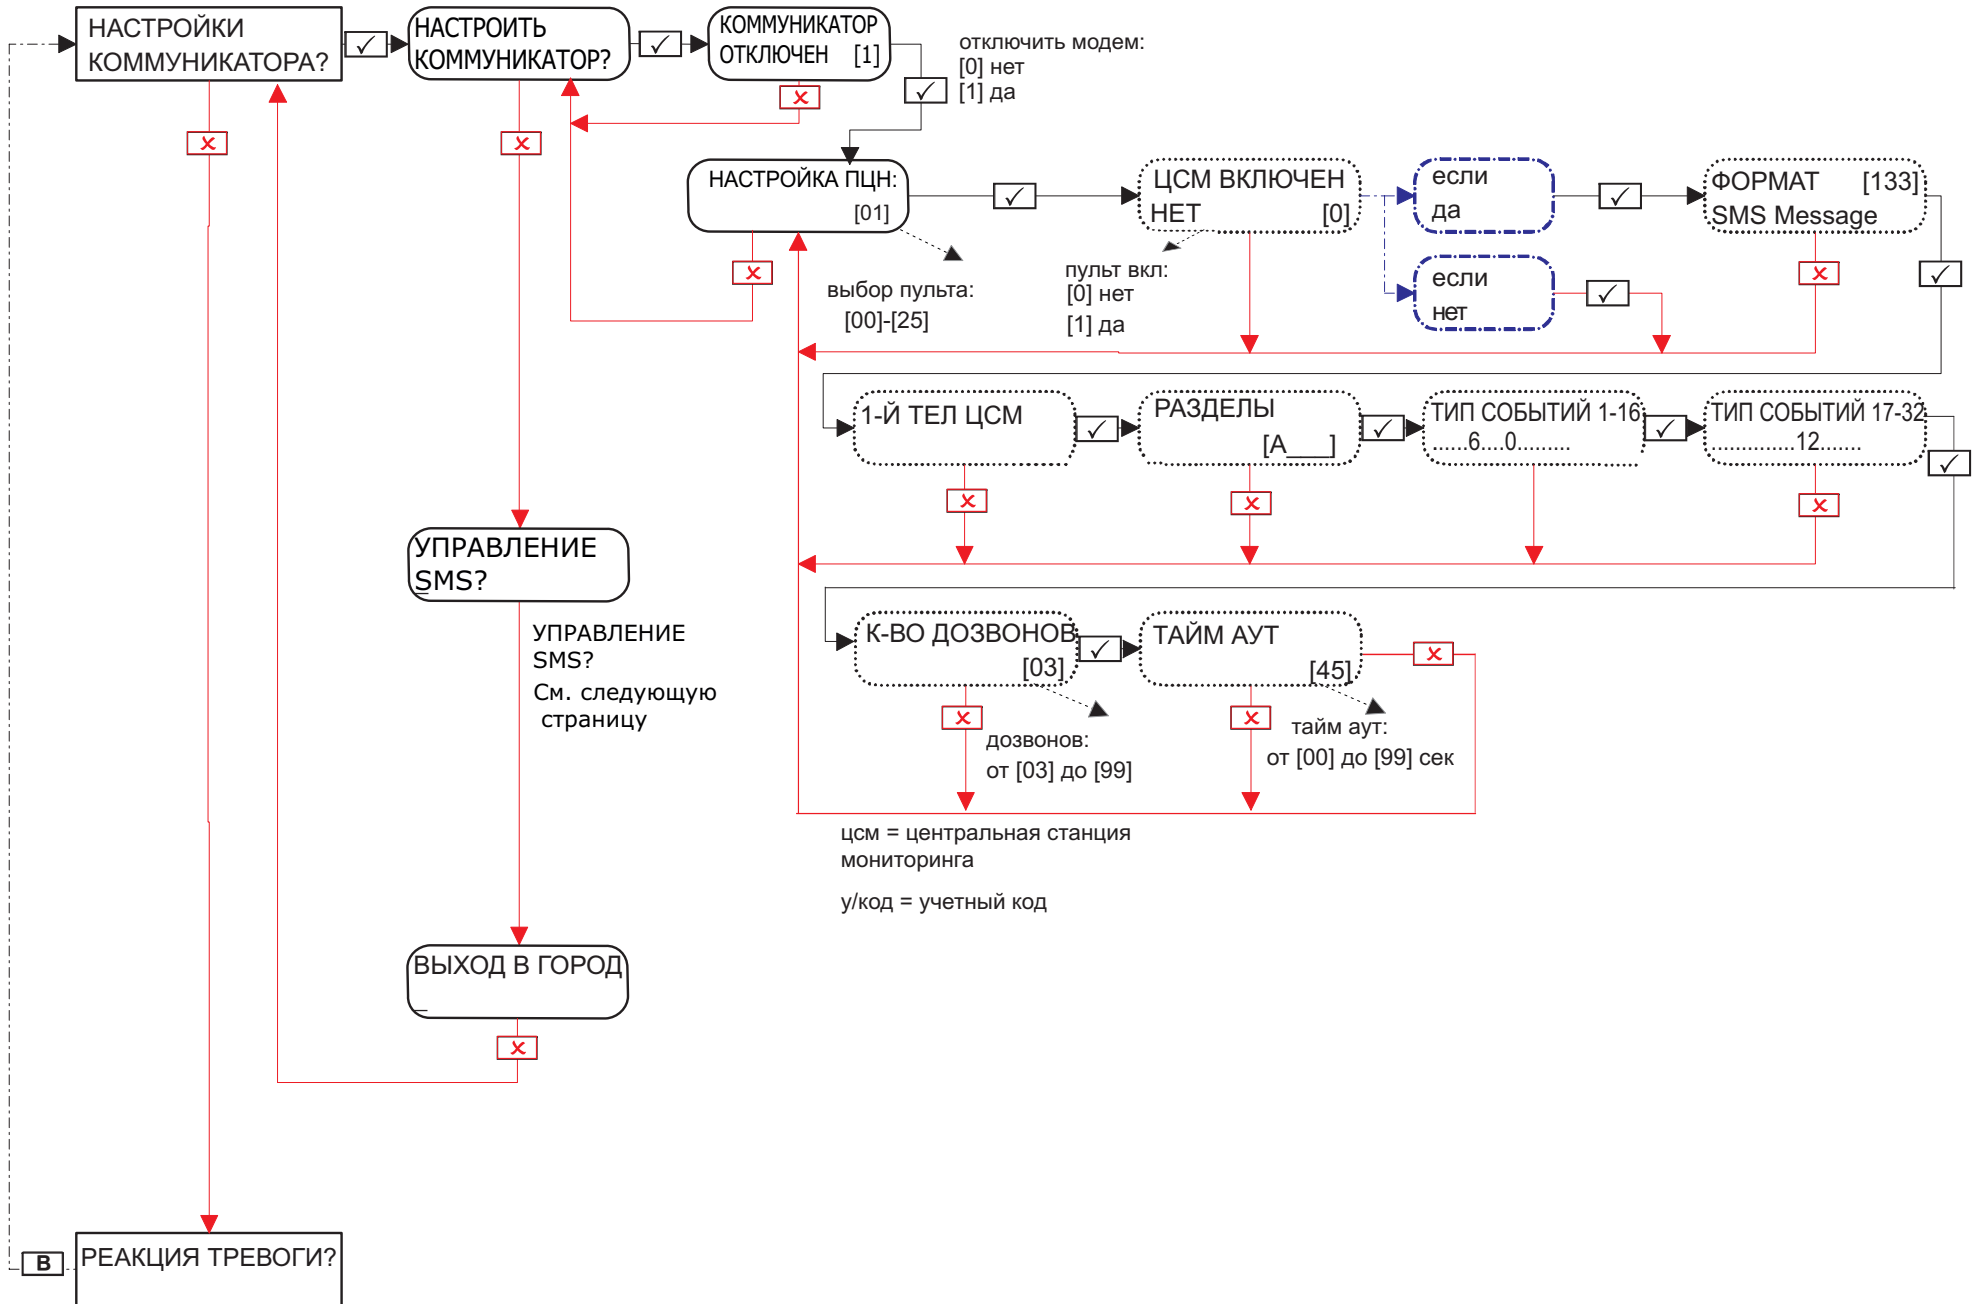 НАСТРОЙКИ
КОММУНИКАТОРА?
НАСТРОИТЬ
КОММУНИКАТОР?
КОММУНИКАТОР
ОТКЛЮЧЕН [1]
отключить модем:
[0] нет
[1] да
НАСТРОЙКА ПЦН:
[01]
ЦСМ ВКЛЮЧЕН
НЕТ [0]
если
да
ФОРМАТ [133]
SMS Message
если
нет
выбор пульта:
[00]-[25]
пульт вкл:
[0] нет
[1] да
1-Й ТЕЛ ЦСМ
РАЗДЕЛЫ
[A___]
ТИП СОБЫТИЙ 1-16
......6...0.........
ТИП СОБЫТИЙ 17-32
..............12.......
УПРАВЛЕНИЕ
SMS?
УПРАВЛЕНИЕ
SMS?
См. следующую
страницу
К-ВО ДОЗВОНОВ
[03]
ТАЙМ АУТ
[45]
дозвонов:
от [03] до [99]
тайм аут:
от [00] до [99] сек
цсм = центральная станция
мониторинга
у/код = учетный код
ВЫХОД В ГОРОД
_
B
РЕАКЦИЯ ТРЕВОГИ?